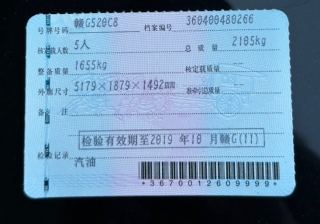 号牌号码 赣G520C8 档案编号 360400480266
核定载人数 5人 总质量 2105kg
整备质量 1655kg 核定载质量 --
外廓尺寸 5179×1879×1492mm 准牵引总质量 --
备注
检验有效期至2019年10月赣G(11)
检验记录
汽油
*3670012609999*